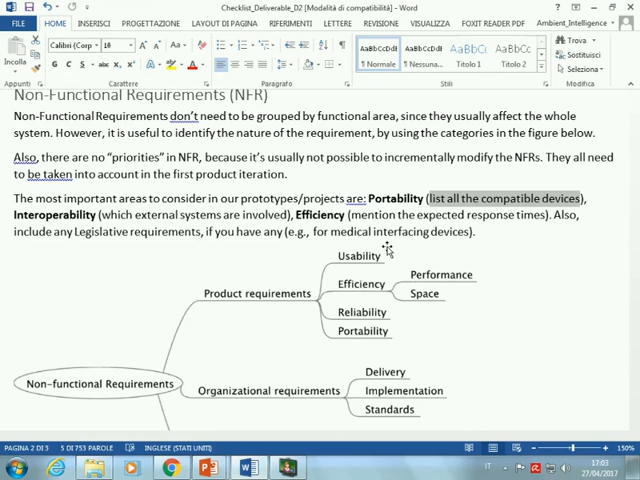 Checklist_Deliverable_D2 [Modalità di compatibilità] - Word
FILE HOME INSERISCI PROGETTAZIONE LAYOUT DI PAGINA RIFERIMENTI LETTERE REVISIONE VISUALIZZA FOXIT READER PDF Ambient_Intelligence
Incolla
Calibri (Corp 10
AaBbCcDdI AaBbCcDdI AaBbC AaBbCcI
¶ Normale ¶ Nessuna... Titolo 1 Titolo 2
Trova
Sostituisci
Seleziona
Appunti Carattere Paragrafo Stili Modifica
Non-Functional Requirements (NFR)
Non-Functional Requirements don't need to be grouped by functional area, since they usually affect the whole
system. However, it is useful to identify the nature of the requirement, by using the categories in the figure below.
Also, there are no "priorities" in NFR, because it's usually not possible to incrementally modify the NFRs. They all need
to be taken into account in the first product iteration.
The most important areas to consider in our prototypes/projects are: Portability (list all the compatible devices),
Interoperability (which external systems are involved), Efficiency (mention the expected response times). Also,
include any Legislative requirements, if you have any (e.g., for medical interfacing devices).
Usability
Performance
Efficiency
Product requirements
Space
Reliability
Portability
Delivery
Non-functional Requirements
Organizational requirements
Implementation
Standards
PAGINA 2 DI 3 5 DI 753 PAROLE INGLESE (STATI UNITI) 150%
IT 17:03
27/04/2017